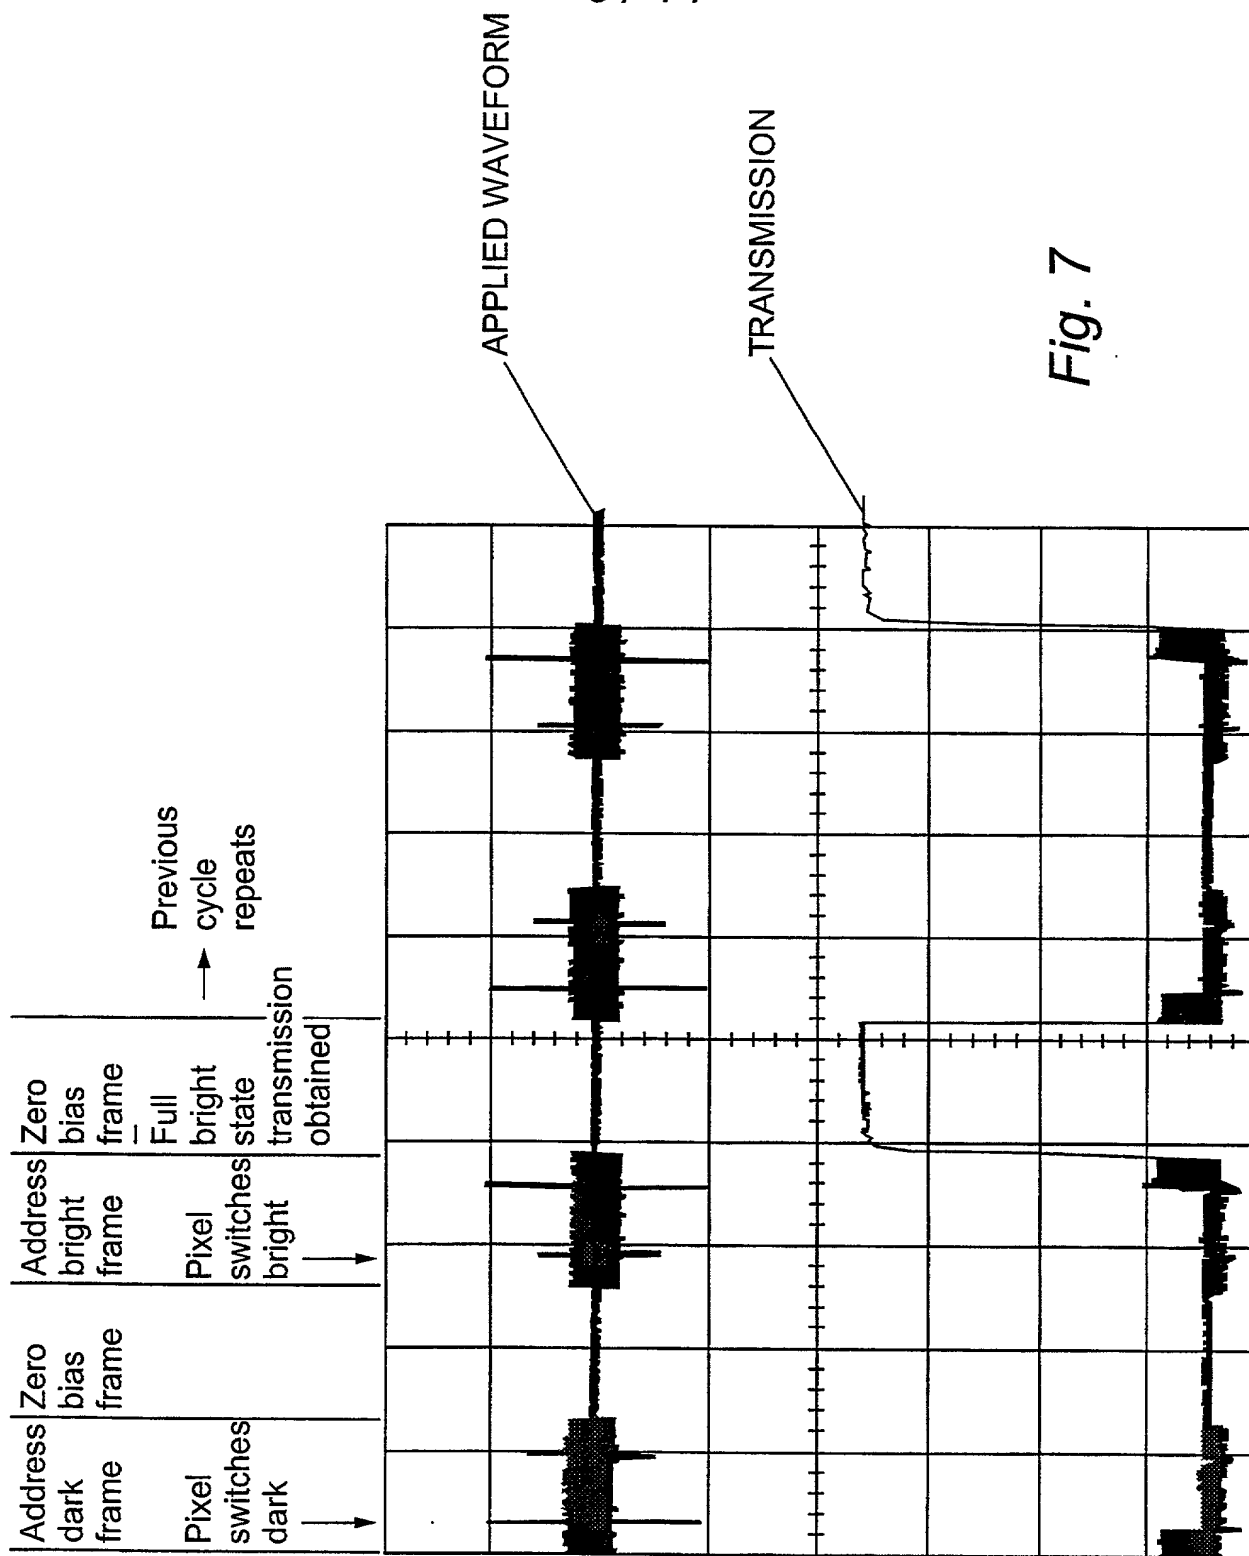 APPLIED WAVEFORM
TRANSMISSION
Fig. 7
Previous
cycle
repeats
Zero
bias
frame
Full
bright
state
transmission
obtained
Address
bright
frame
Pixel
switches
bright
Zero
bias
frame
Address
dark
frame
Pixel
switches
dark